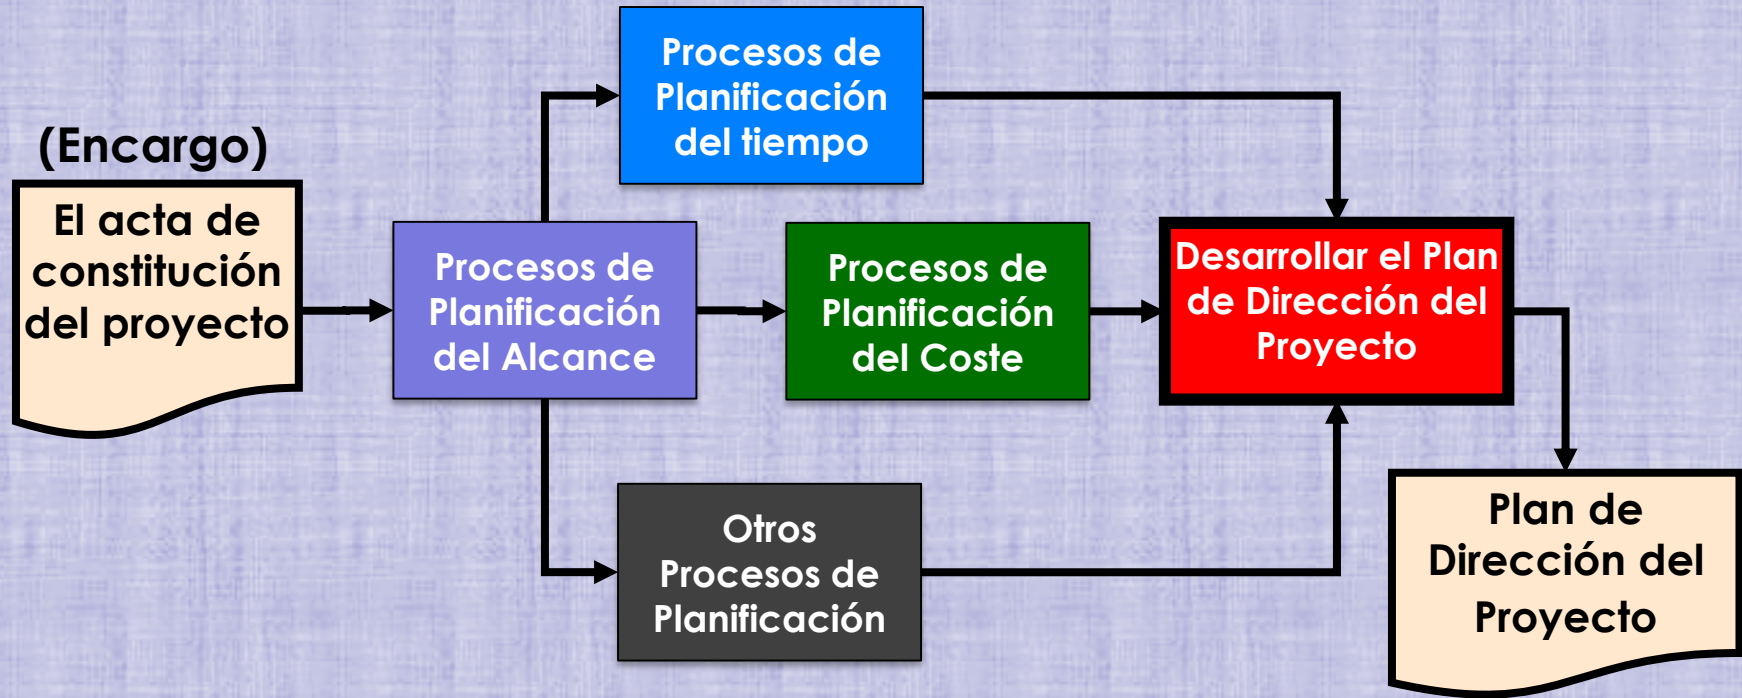 (Encargo)
El acta de
constitución
del proyecto
Procesos de
Planificación
del Alcance
Procesos de
Planificación
del tiempo
Procesos de
Planificación
del Coste
Otros
Procesos de
Planificación
Desarrollar el Plan
de Dirección del
Proyecto
Plan de
Dirección del
Proyecto